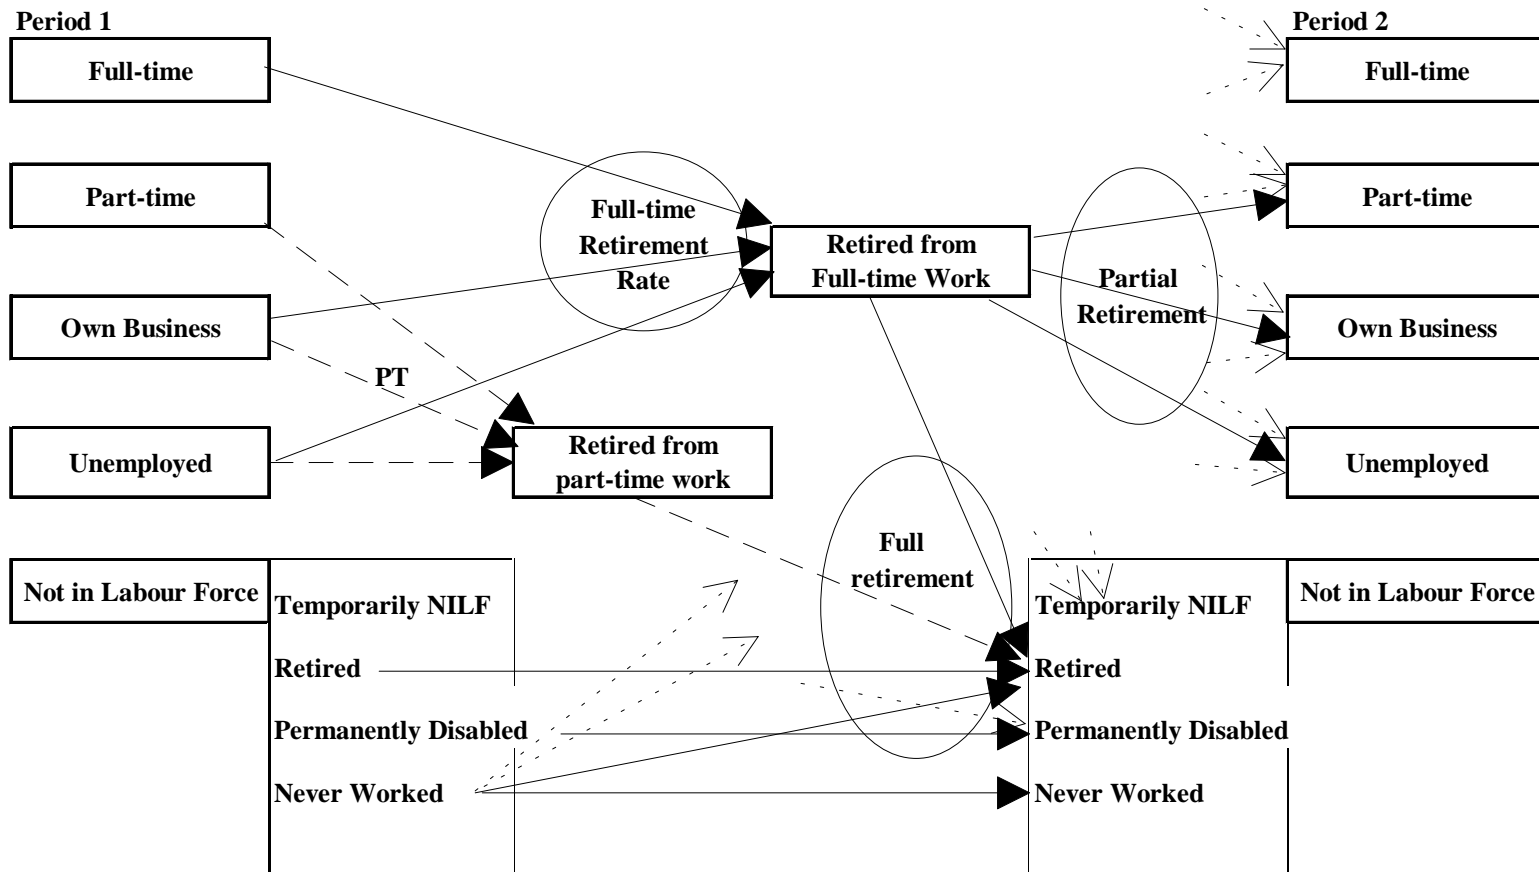 Period 1
Period 2
Full-time
Full-time
Part-time
Full-time
Retirement
Rate
Retired from
Full-time Work
Part-time
Partial
Retirement
Own Business
PT
Own Business
Unemployed
Retired from
part-time work
Unemployed
Full
retirement
Not in Labour Force
Temporarily NILF
Retired
Permanently Disabled
Never Worked
Temporarily NILF
Retired
Permanently Disabled
Never Worked
Not in Labour Force